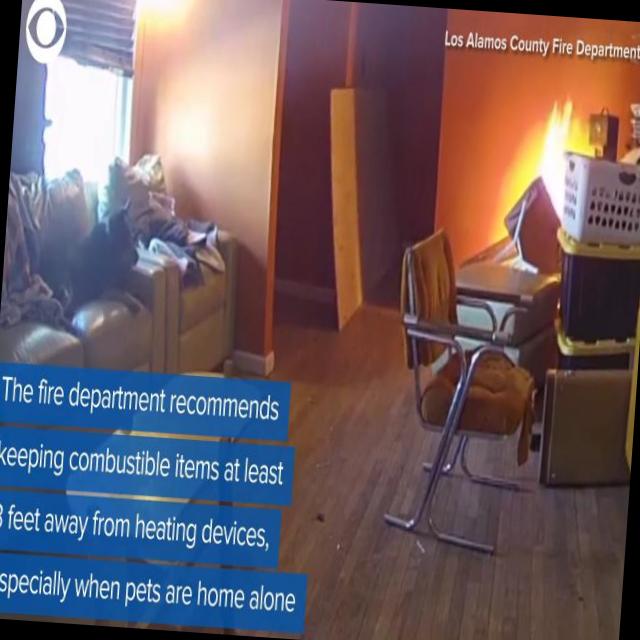 Los Alamos County Fire Department
The fire department recommends
keeping combustible items at least
3 feet away from heating devices,
specially when pets are home alone